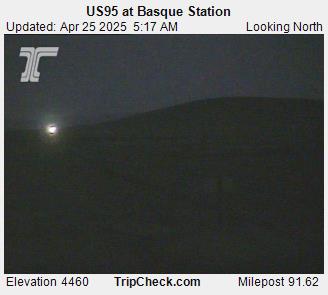 US95 at Basque Station
Updated: Apr 25 2025 5:17 AM Looking North
Elevation 4460 TripCheck.com Milepost 91.62